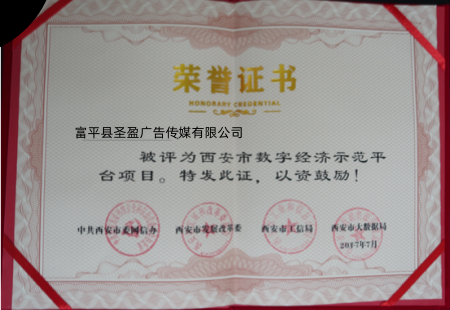 荣誉证书
HONORARY CREDENTIAL
富平县圣盈广告传媒有限公司
被评为西安市数字经济示范平
台项目。特发此证，以资鼓励！
中共西安市委网信办 西安市发展改革委 西安市工信局 西安市大数据局
2017年7月